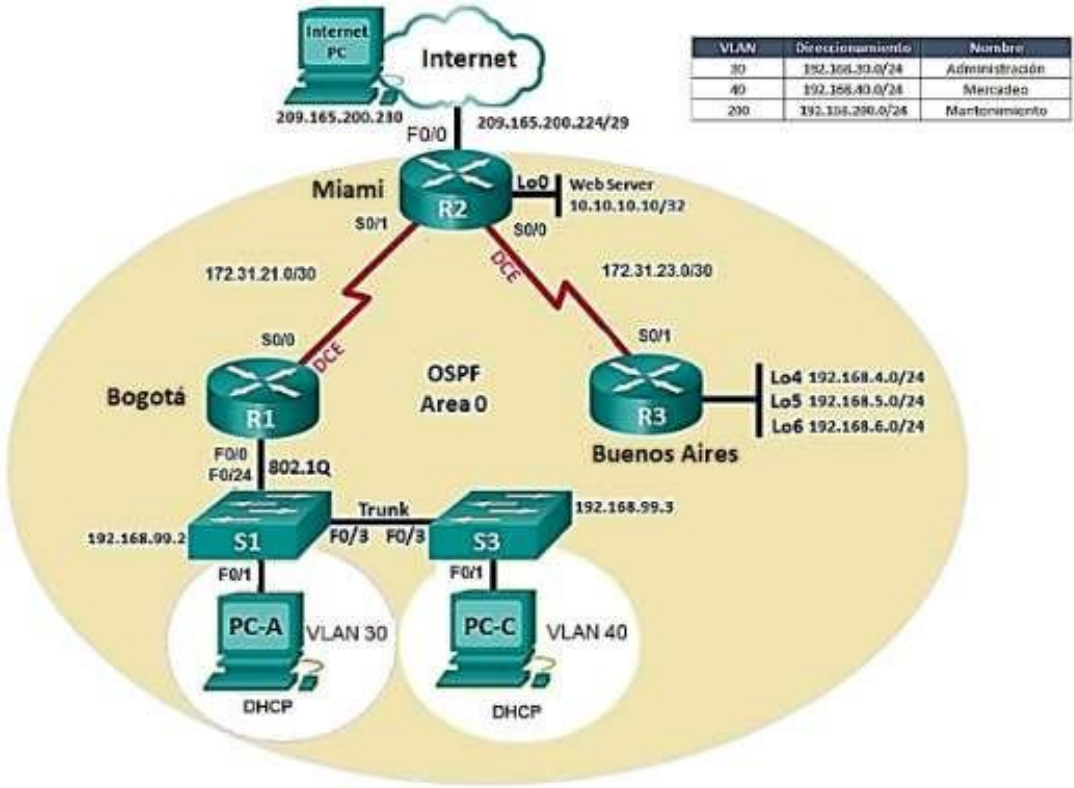 Internet
PC
Internet
209.165.200.230
209.165.200.224/29
F0/0
VLAN Direccionamiento Nombre
30 192.168.30.0/24 Administración
40 192.168.40.0/24 Mercadeo
200 192.168.200.0/24 Mantenimiento
Miami
R2
Lo0
Web Server
10.10.10.10/32
S0/1
S0/0
DCE
172.31.21.0/30
172.31.23.0/30
S0/0
DCE
S0/1
Bogotá
R1
OSPF
Area 0
R3
Buenos Aires
Lo4 192.168.4.0/24
Lo5 192.168.5.0/24
Lo6 192.168.6.0/24
F0/0
F0/24
802.1Q
192.168.99.2
S1
Trunk
F0/3 F0/3
S3
192.168.99.3
F0/1
F0/1
PC-A
VLAN 30
PC-C
VLAN 40
DHCP
DHCP